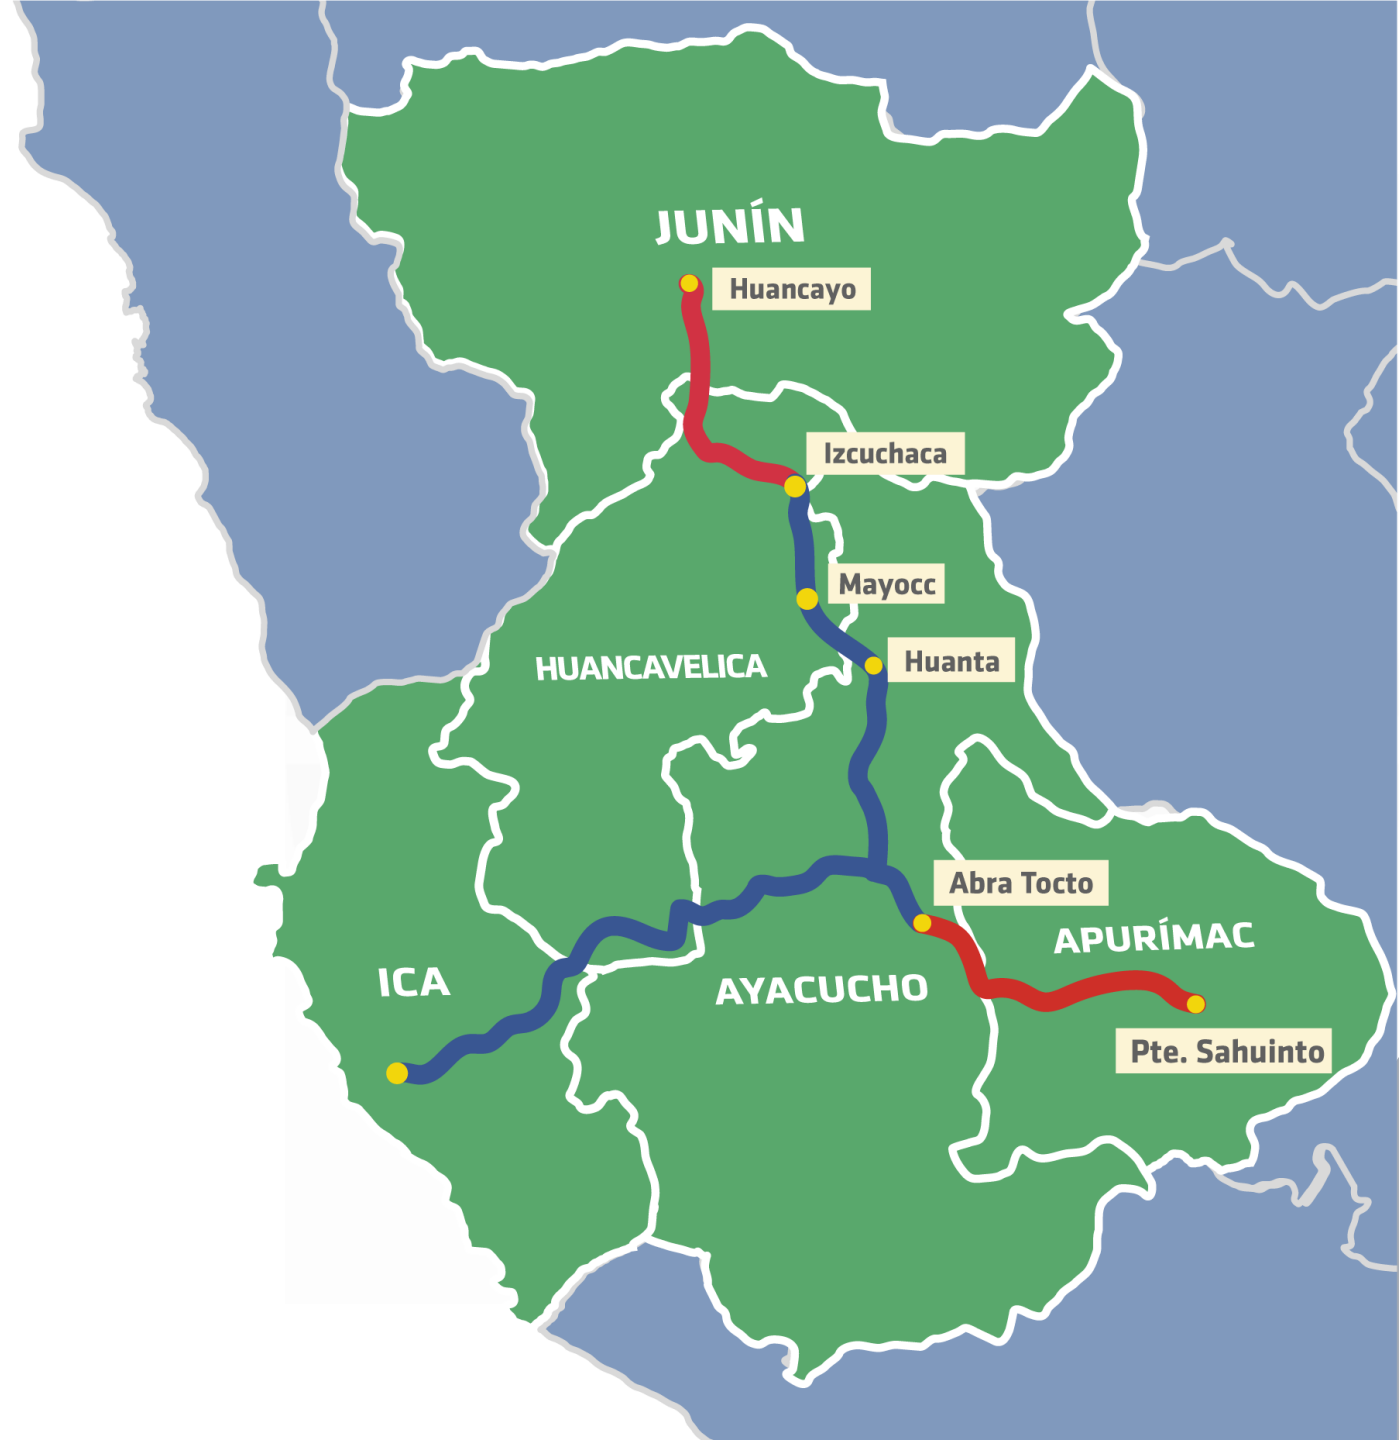 JUNÍN
Huancayo
Izcuchaca
Mayocc
Huanta
HUANCAVELICA
Abra Tocto
APURÍMAC
ICA
AYACUCHO
Pte. Sahuinto